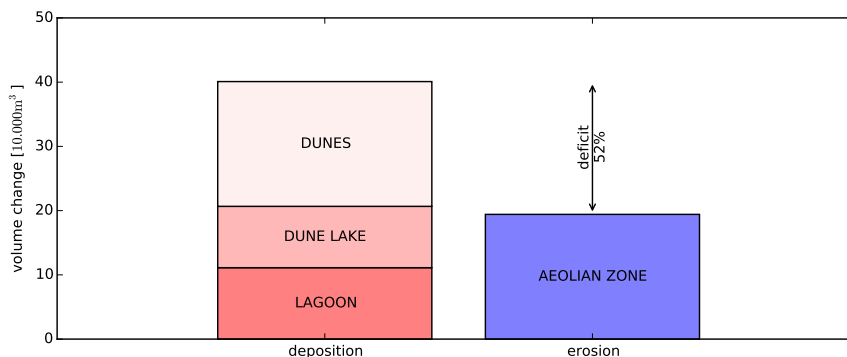 50
40
30
20
10
0
volume change [10.000m³ ]
DUNES
DUNE LAKE
LAGOON
deficit
52%
AEOLIAN ZONE
deposition
erosion